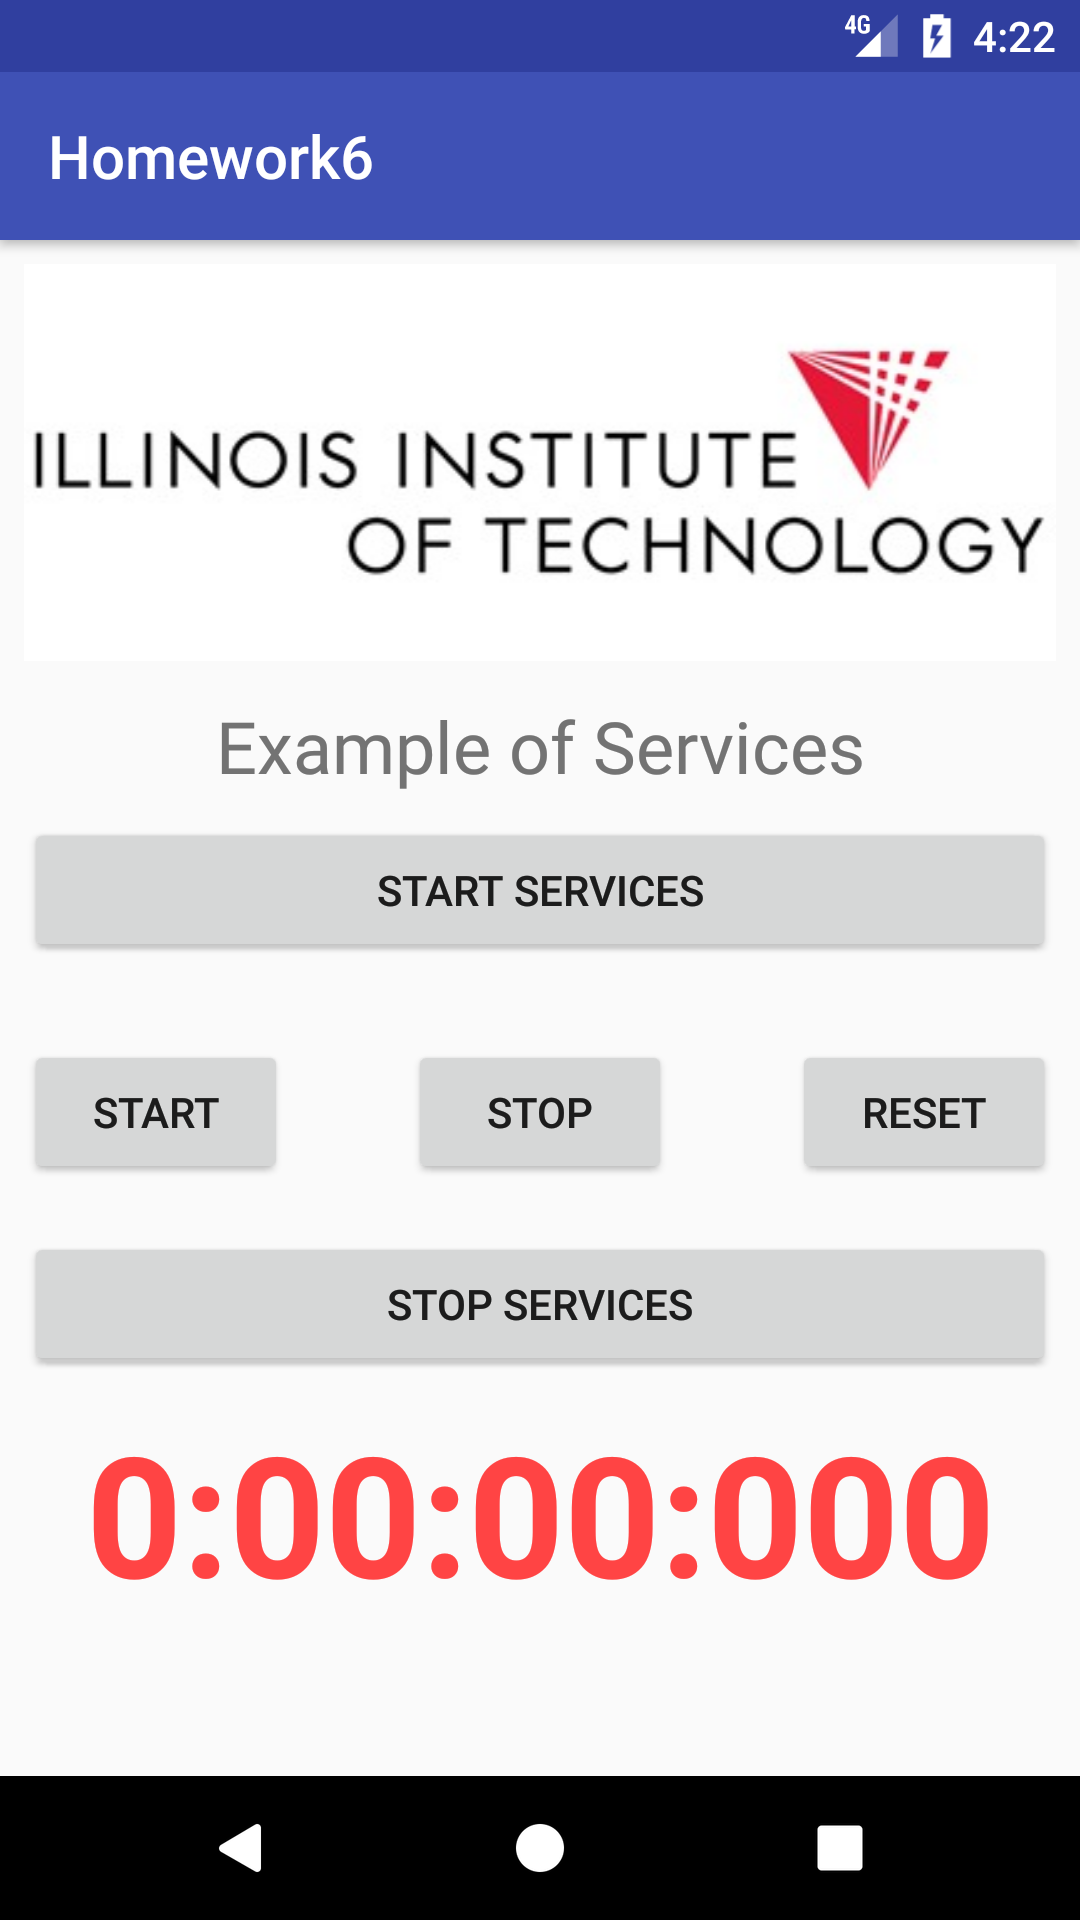 4G 4:22
Homework6
ILLINOIS INSTITUTE
OF TECHNOLOGY
Example of Services
START SERVICES
START STOP RESET
STOP SERVICES
0:00:00:000